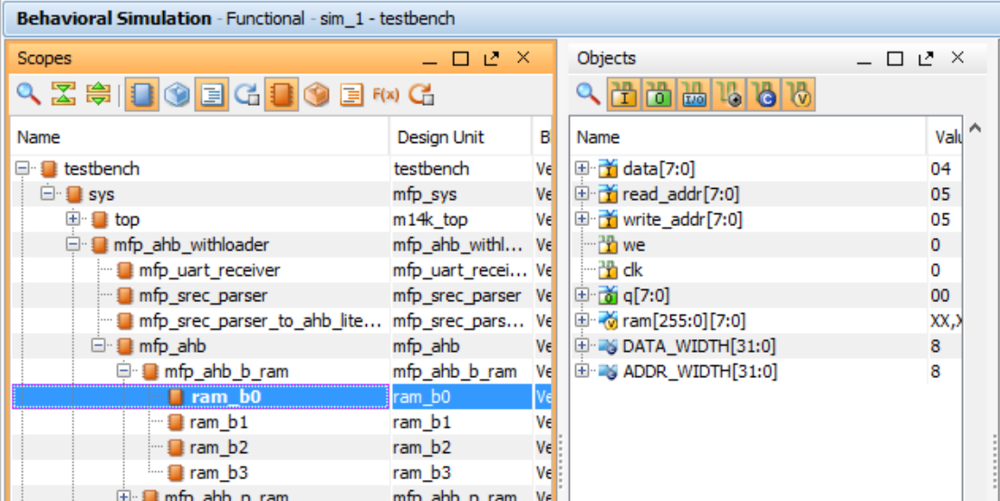 Behavioral Simulation - Functional - sim_1 - testbench
Scopes
F(x)
Name Design Unit B
testbench testbench Ve
sys mfp_sys Ve
top m14k_top Ve
mfp_ahb_withloader mfp_ahb_withl... Ve
mfp_uart_receiver mfp_uart_recei... Ve
mfp_srec_parser mfp_srec_parser Ve
mfp_srec_parser_to_ahb_lite... mfp_srec_pars... Ve
mfp_ahb mfp_ahb Ve
mfp_ahb_b_ram mfp_ahb_b_ram Ve
ram_b0 ram_b0 Ve
ram_b1 ram_b1 Ve
ram_b2 ram_b2 Ve
ram_b3 ram_b3 Ve
mfp_ahb_p_ram mfp_ahb_p_ram Ve
Objects
I O I/O C V
Name Valu
data[7:0] 04
read_addr[7:0] 05
write_addr[7:0] 05
we 0
clk 0
q[7:0] 00
ram[255:0][7:0] XX,X
DATA_WIDTH[31:0] 8
ADDR_WIDTH[31:0] 8